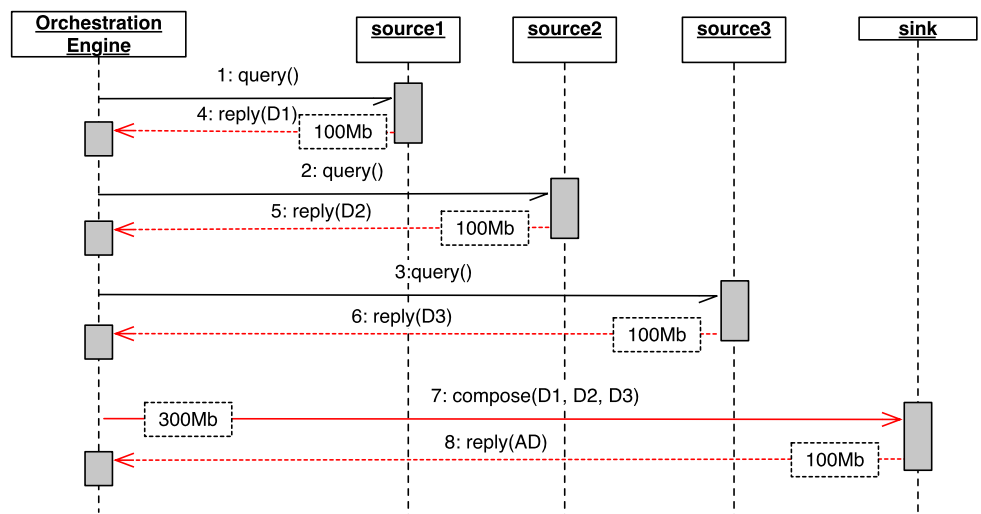 Orchestration
Engine
source1
source2
source3
sink
1: query()
4: reply(D1)
100Mb
2: query()
5: reply(D2)
100Mb
3:query()
6: reply(D3)
100Mb
7: compose(D1, D2, D3)
300Mb
8: reply(AD)
100Mb